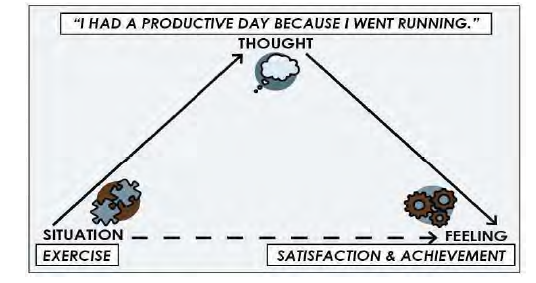 “I HAD A PRODUCTIVE DAY BECAUSE I WENT RUNNING.”
THOUGHT
SITUATION
FEELING
EXERCISE
SATISFACTION & ACHIEVEMENT